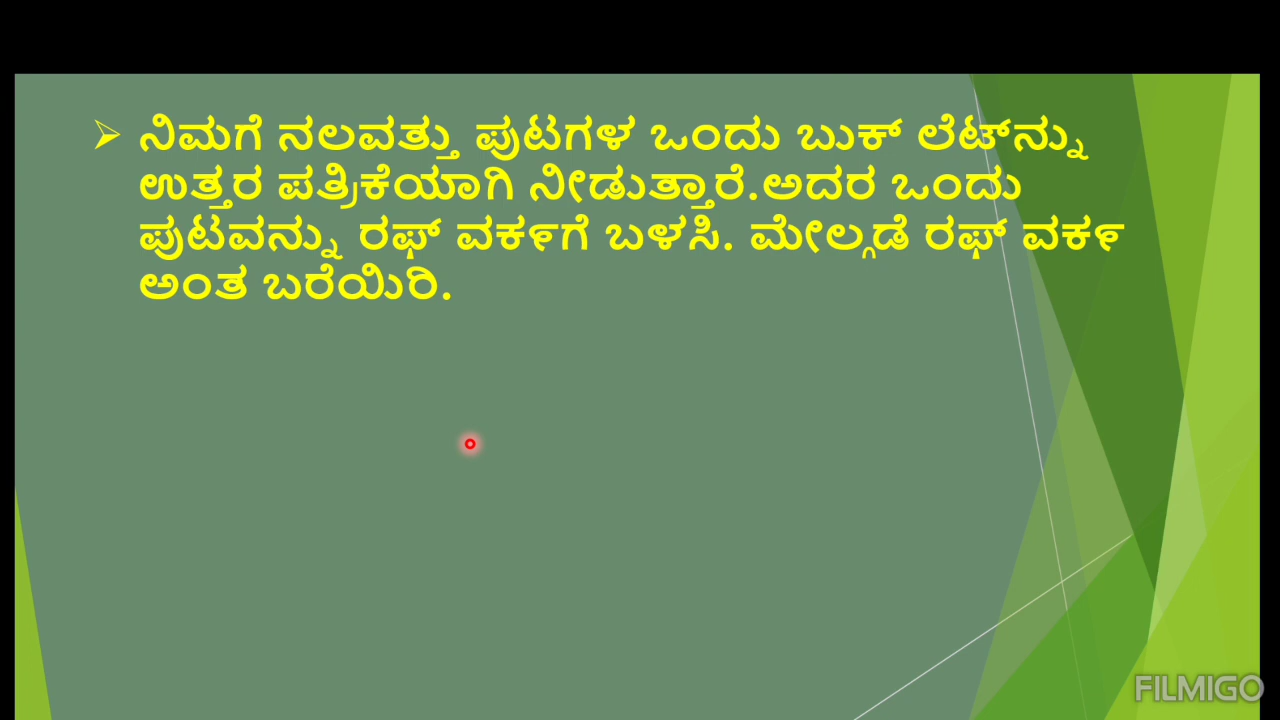 ➢ ನಿಮಗೆ ನಲವತ್ತು ಪುಟಗಳ ಒಂದು ಬುಕ್ ಲೆಟ್‌ನ್ನು
ಉತ್ತರ ಪತ್ರಿಕೆಯಾಗಿ ನೀಡುತ್ತಾರೆ.ಅದರ ಒಂದು
ಪುಟವನ್ನು ರಫ್ ವರ್ಕಗೆ ಬಳಸಿ. ಮೇಲ್ಗಡೆ ರಫ್ ವರ್ಕ
ಅಂತ ಬರೆಯಿರಿ.
FILMIGO